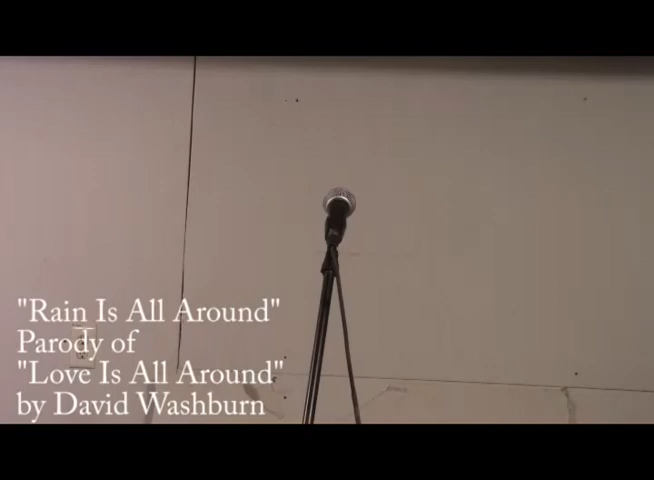 "Rain Is All Around"
Parody of
"Love Is All Around"
by David Washburn